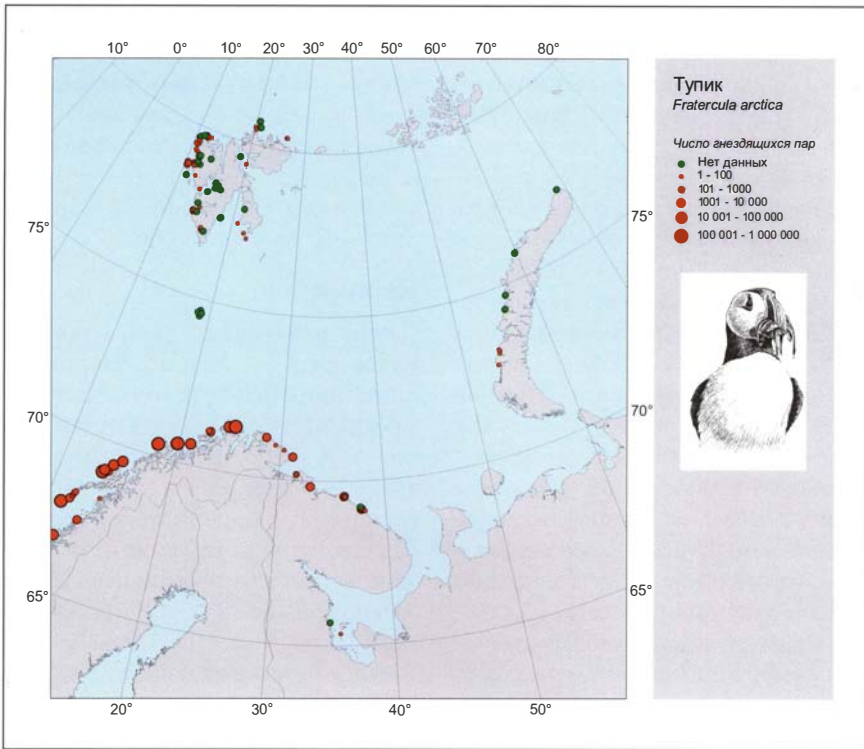 10° 0° 10° 20° 30° 40° 50° 60° 70° 80°
Тупик
Fratercula arctica
Число гнездящихся пар
Нет данных
1 - 100
101 - 1000
1001 - 10 000
10 001 - 100 000
100 001 - 1 000 000
75° 75°
70° 70°
65° 65°
20° 30° 40° 50°